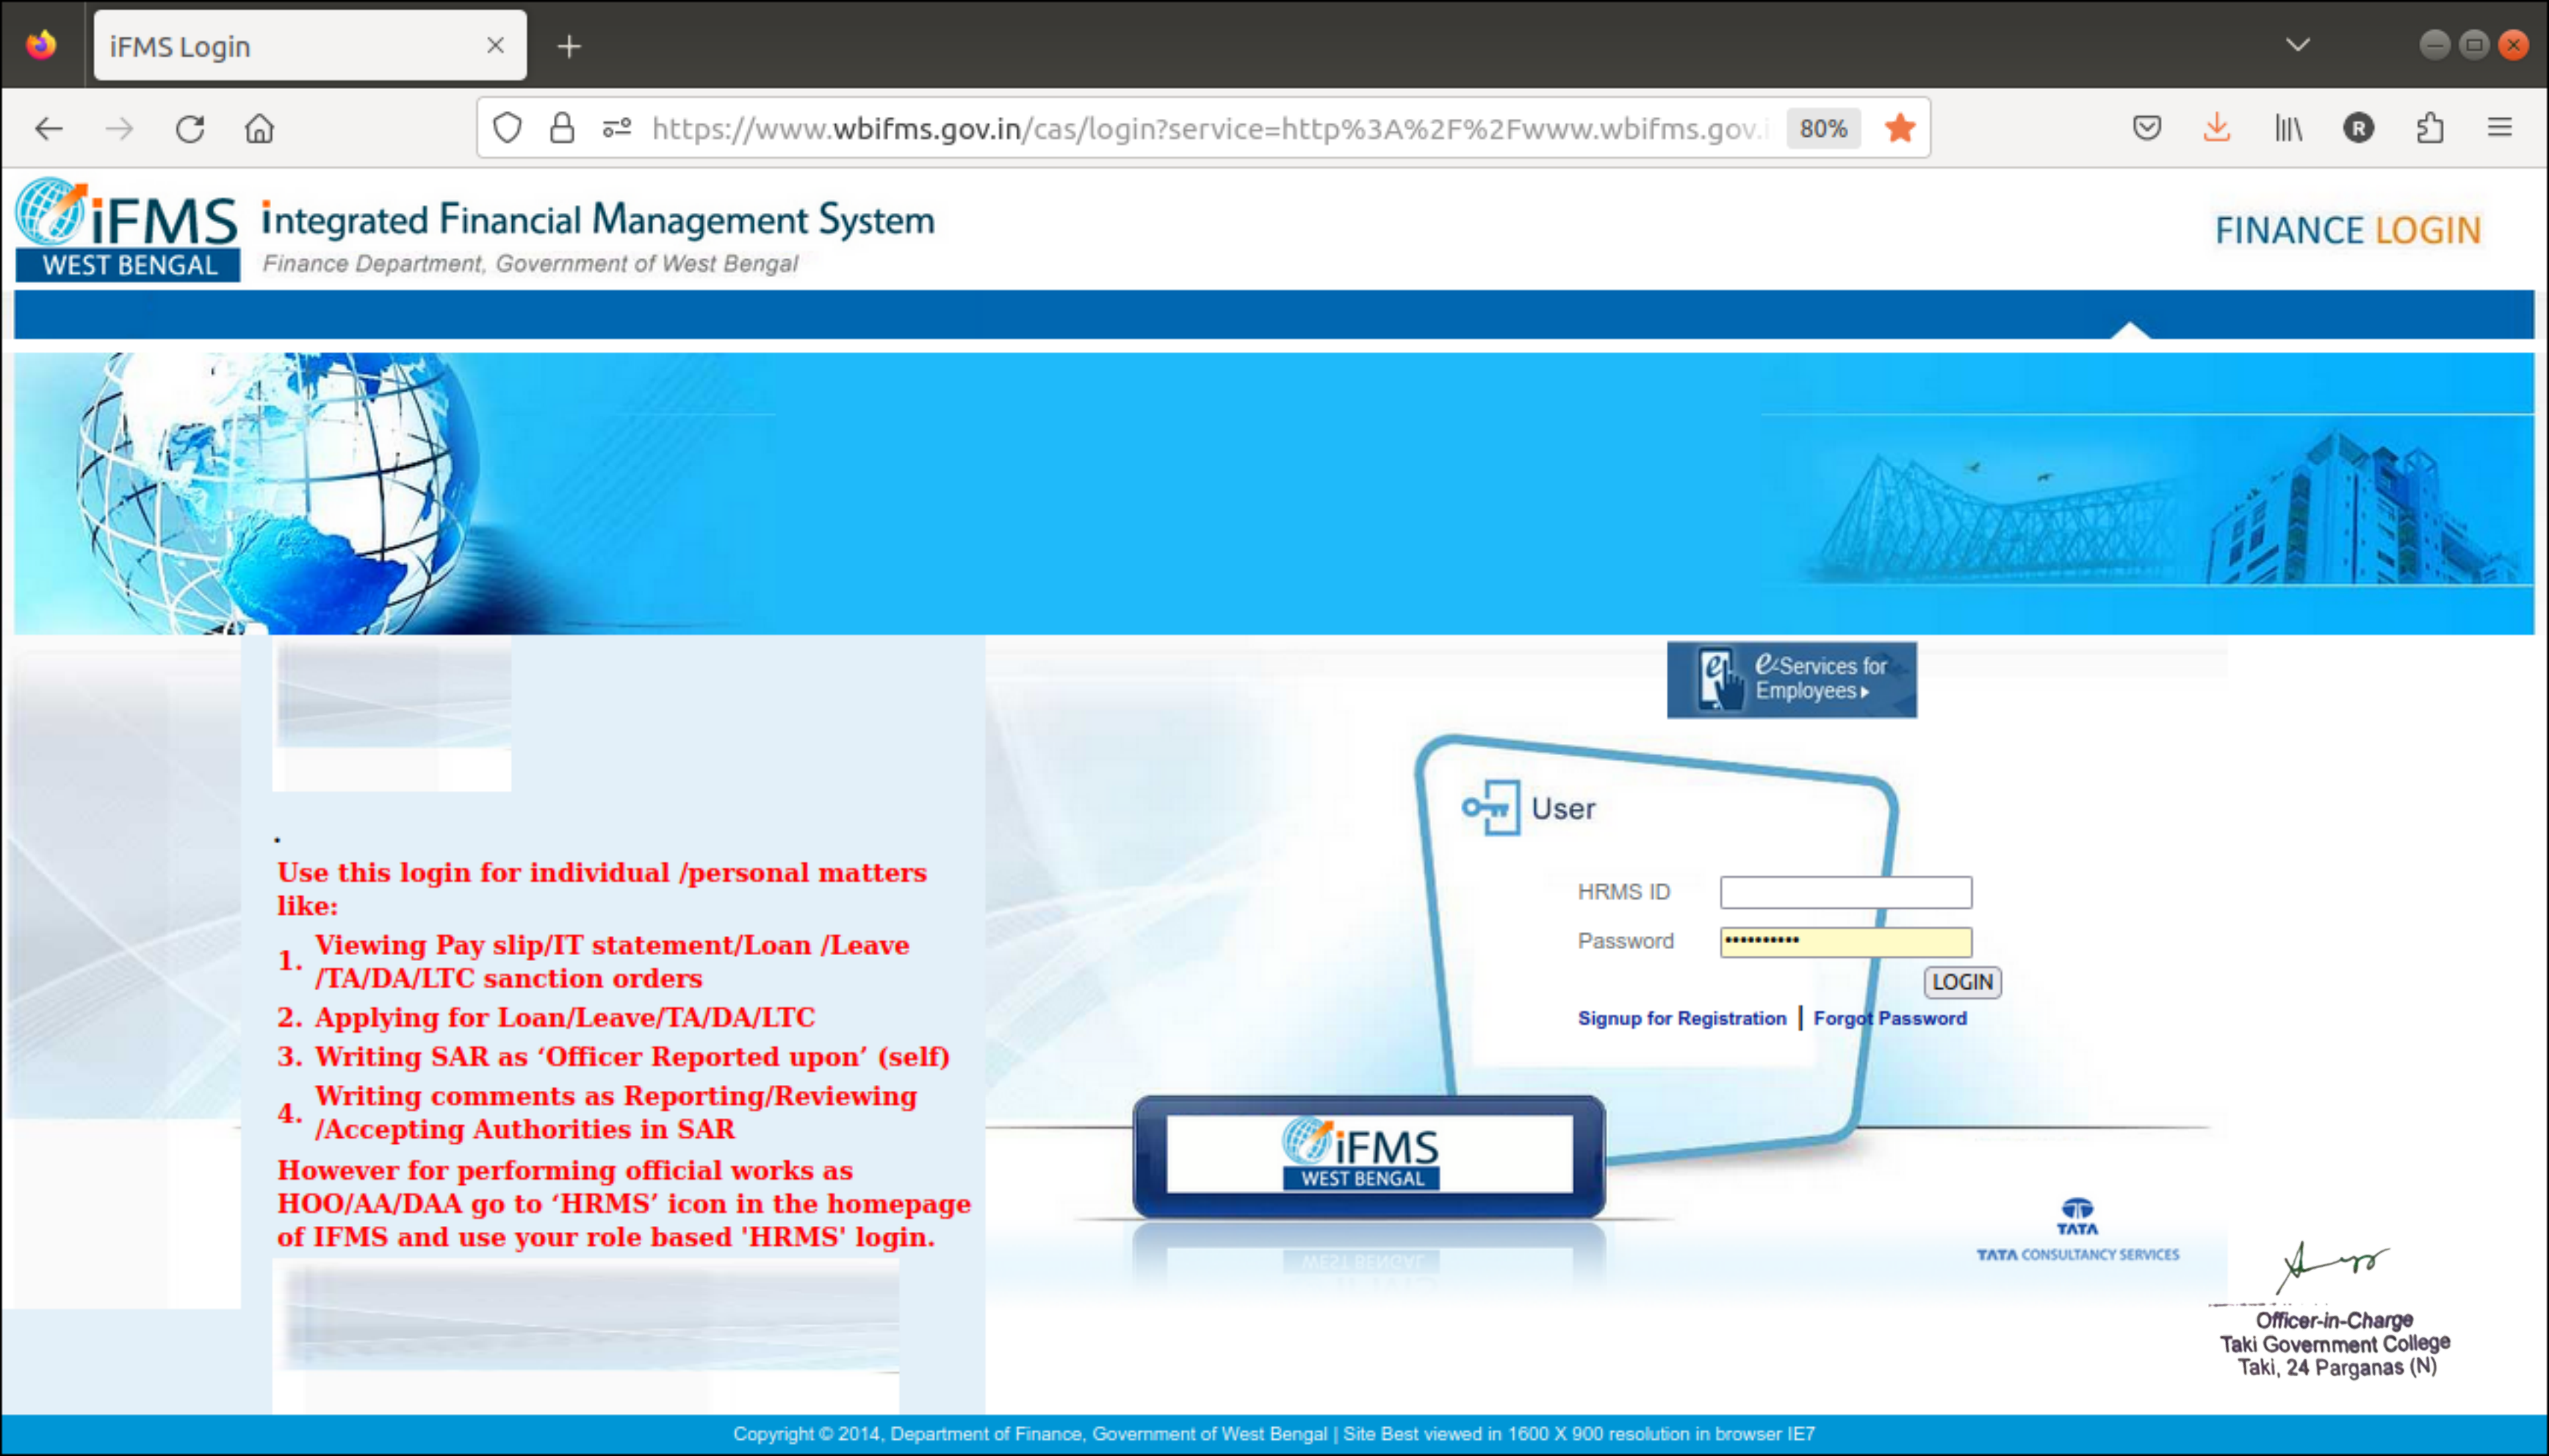 iFMS Login
https://www.wbifms.gov.in/cas/login?service=http%3A%2F%2Fwww.wbifms.gov.i
80%
R
iFMS
WEST BENGAL
integrated Financial Management System
Finance Department, Government of West Bengal
FINANCE LOGIN
e-Services for
Employees
User
HRMS ID
Password
LOGIN
Signup for Registration | Forgot Password
.
Use this login for individual /personal matters
like:
1. Viewing Pay slip/IT statement/Loan /Leave
/TA/DA/LTC sanction orders
2. Applying for Loan/Leave/TA/DA/LTC
3. Writing SAR as ‘Officer Reported upon’ (self)
4. Writing comments as Reporting/Reviewing
/Accepting Authorities in SAR
However for performing official works as
HOO/AA/DAA go to ‘HRMS’ icon in the homepage
of IFMS and use your role based 'HRMS' login.
iFMS
WEST BENGAL
TATA
TATA CONSULTANCY SERVICES
Officer-in-Charge
Taki Government College
Taki, 24 Parganas (N)
Copyright © 2014, Department of Finance, Government of West Bengal | Site Best viewed in 1600 X 900 resolution in browser IE7